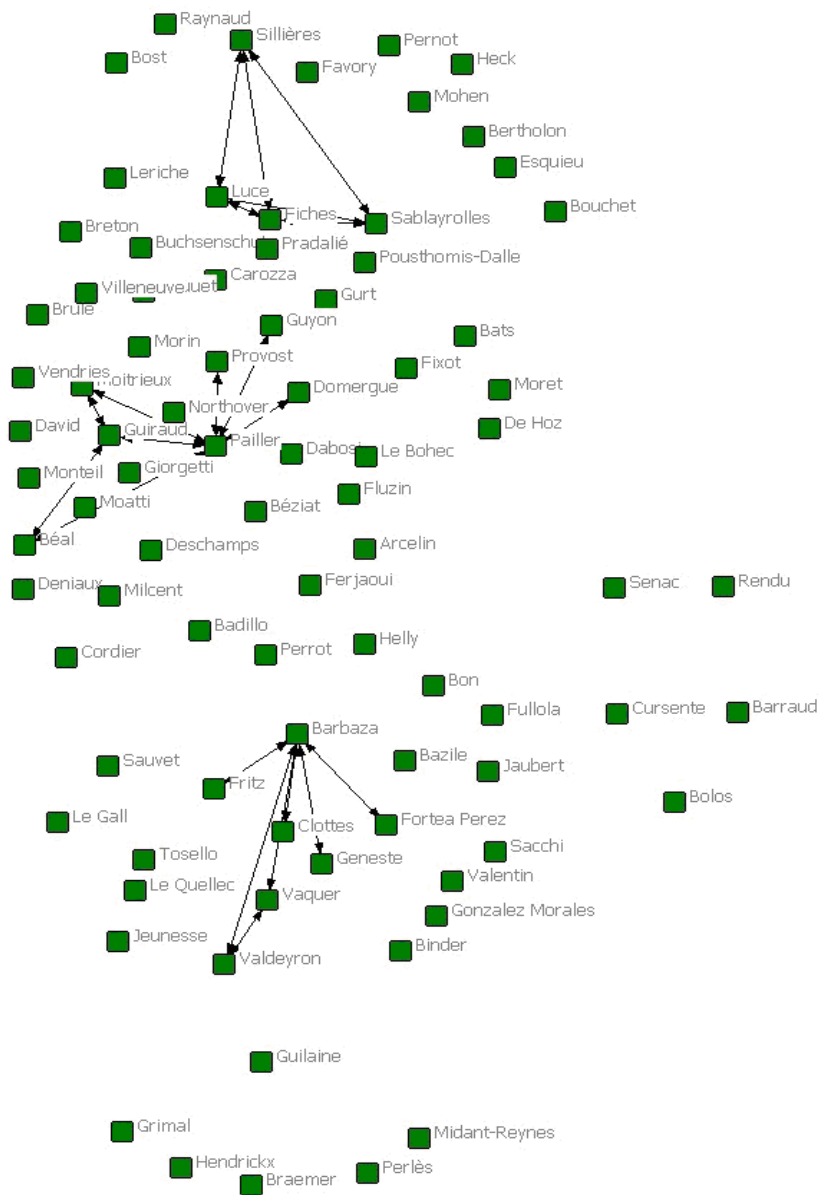 Raynaud
Sillières
Pernot
Bost
Favory
Heck
Mohen
Bertholon
Esquieu
Leriche
Luce
Fiches
Sablayrolles
Bouchet
Breton
Buchsenschu
Pradalié
Pousthomis-Dalle
Carozza
Villeneuve
uet
Gurt
Brule
Guyon
Bats
Morin
Provost
Fixot
Vendries
oitrieux
Domergue
Moret
Northover
David
Guiraud
Pailler
De Hoz
Dabosi
Le Bohec
Monteil
Giorgetti
Fluzin
Moatti
Béziat
Béal
Deschamps
Arcelin
Deniaux
Milcent
Ferjaoui
Senac
Rendu
Badillo
Cordier
Perrot
Helly
Bon
Fullola
Cursente
Barraud
Barbaza
Sauvet
Fritz
Bazile
Jaubert
Bolos
Le Gall
Clottes
Fortea Perez
Tosello
Geneste
Sacchi
Le Quellec
Vaquer
Valentin
Gonzalez Morales
Jeunesse
Valdeyron
Binder
Guilaine
Grimal
Midant-Reynes
Hendrickx
Braemer
Perlès